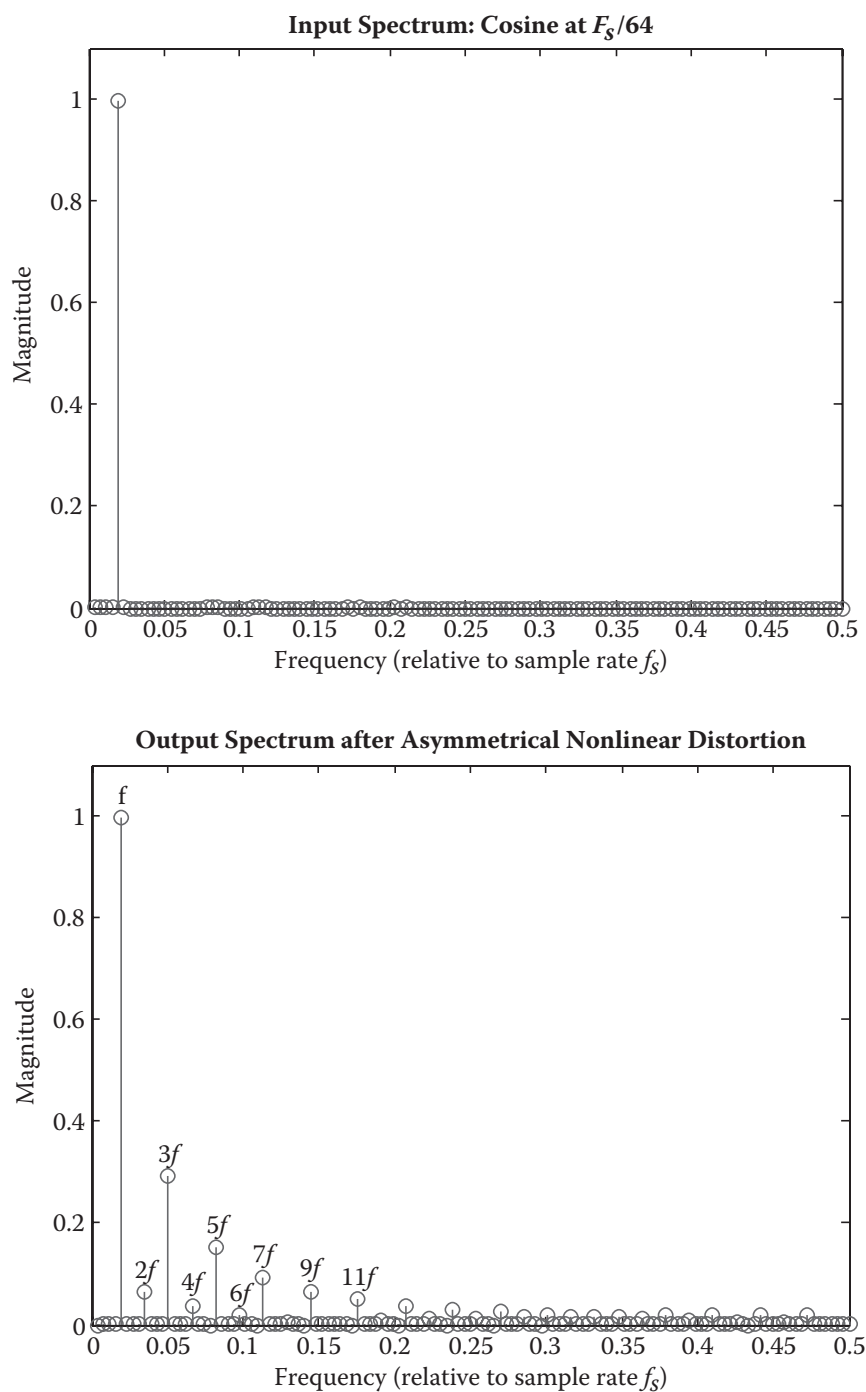 Input Spectrum: Cosine at Fs/64
1
0.8
0.6
0.4
0.2
0
Magnitude
0 0.05 0.1 0.15 0.2 0.25 0.3 0.35 0.4 0.45 0.5
Frequency (relative to sample rate fs)
Output Spectrum after Asymmetrical Nonlinear Distortion
1
0.8
0.6
0.4
0.2
0
Magnitude
f
2f
3f
4f
5f
6f
7f
9f
11f
0 0.05 0.1 0.15 0.2 0.25 0.3 0.35 0.4 0.45 0.5
Frequency (relative to sample rate fs)